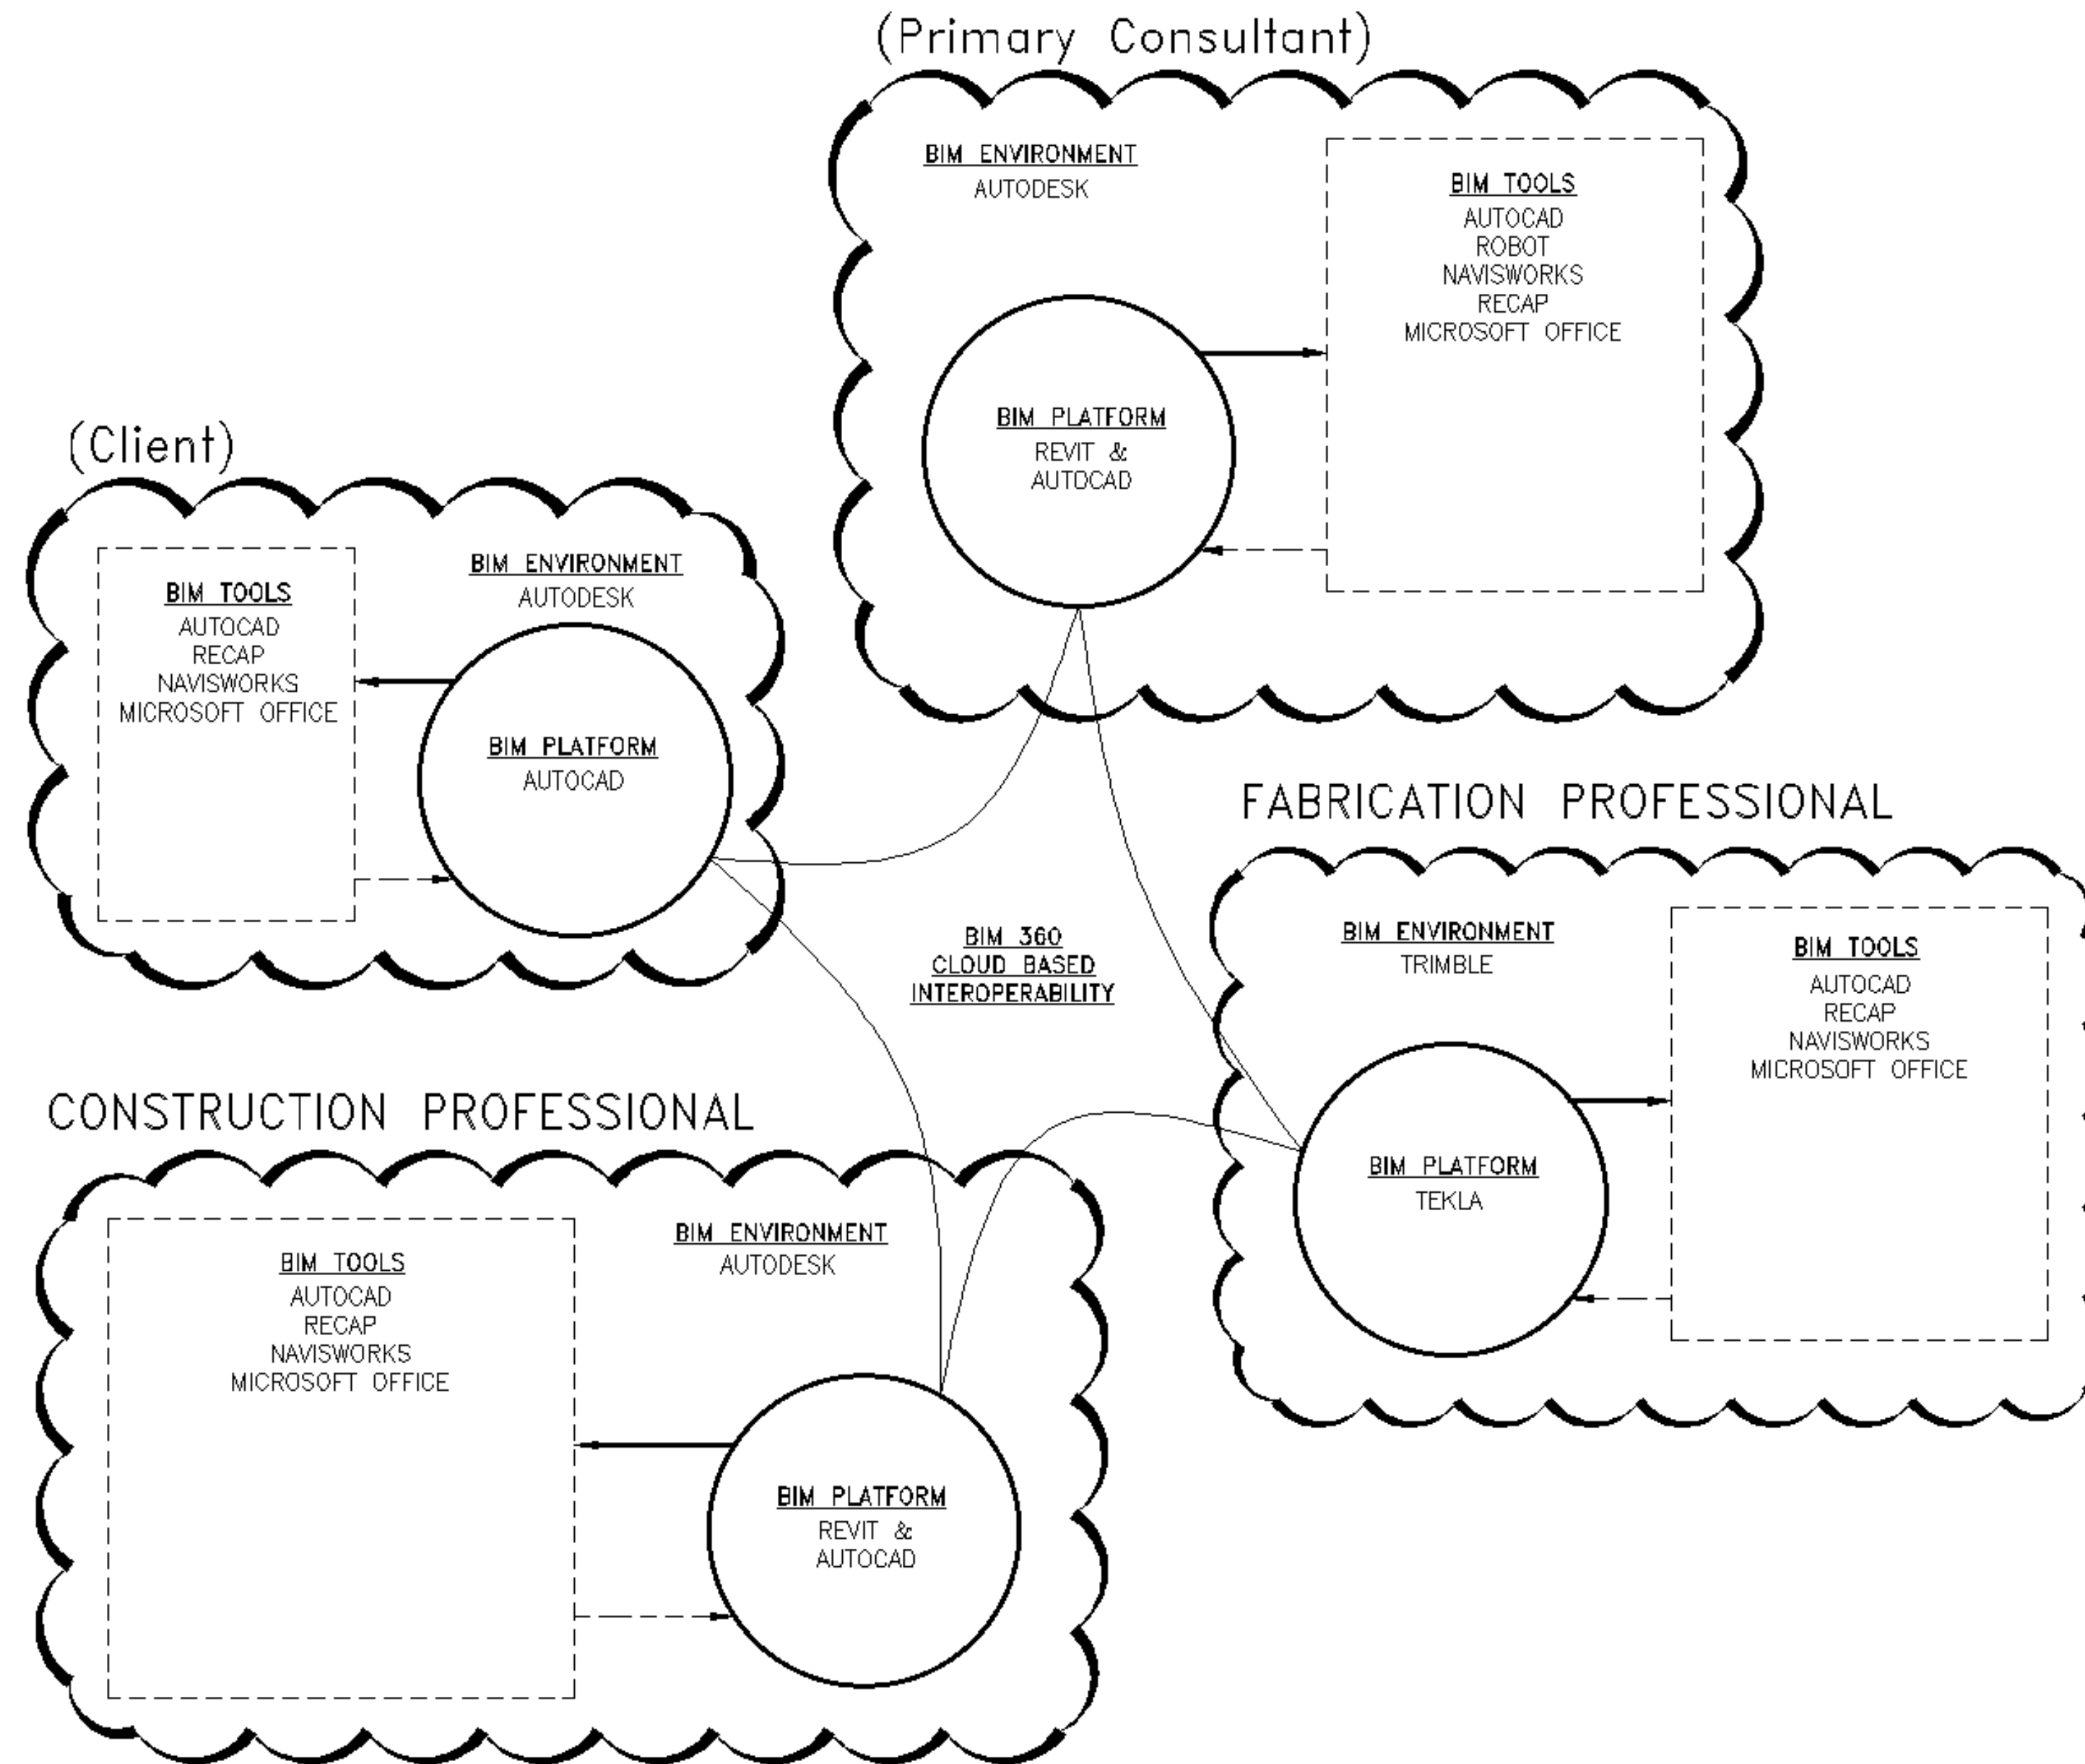 (Primary Consultant)
BIM ENVIRONMENT
AUTODESK
BIM TOOLS
AUTOCAD
ROBOT
NAVISWORKS
RECAP
MICROSOFT OFFICE
BIM PLATFORM
REVIT &
AUTOCAD
(Client)
BIM TOOLS
AUTOCAD
RECAP
NAVISWORKS
MICROSOFT OFFICE
BIM ENVIRONMENT
AUTODESK
BIM PLATFORM
AUTOCAD
BIM 360
CLOUD BASED
INTEROPERABILITY
FABRICATION PROFESSIONAL
BIM ENVIRONMENT
TRIMBLE
BIM TOOLS
AUTOCAD
RECAP
NAVISWORKS
MICROSOFT OFFICE
BIM PLATFORM
TEKLA
CONSTRUCTION PROFESSIONAL
BIM TOOLS
AUTOCAD
RECAP
NAVISWORKS
MICROSOFT OFFICE
BIM ENVIRONMENT
AUTODESK
BIM PLATFORM
REVIT &
AUTOCAD